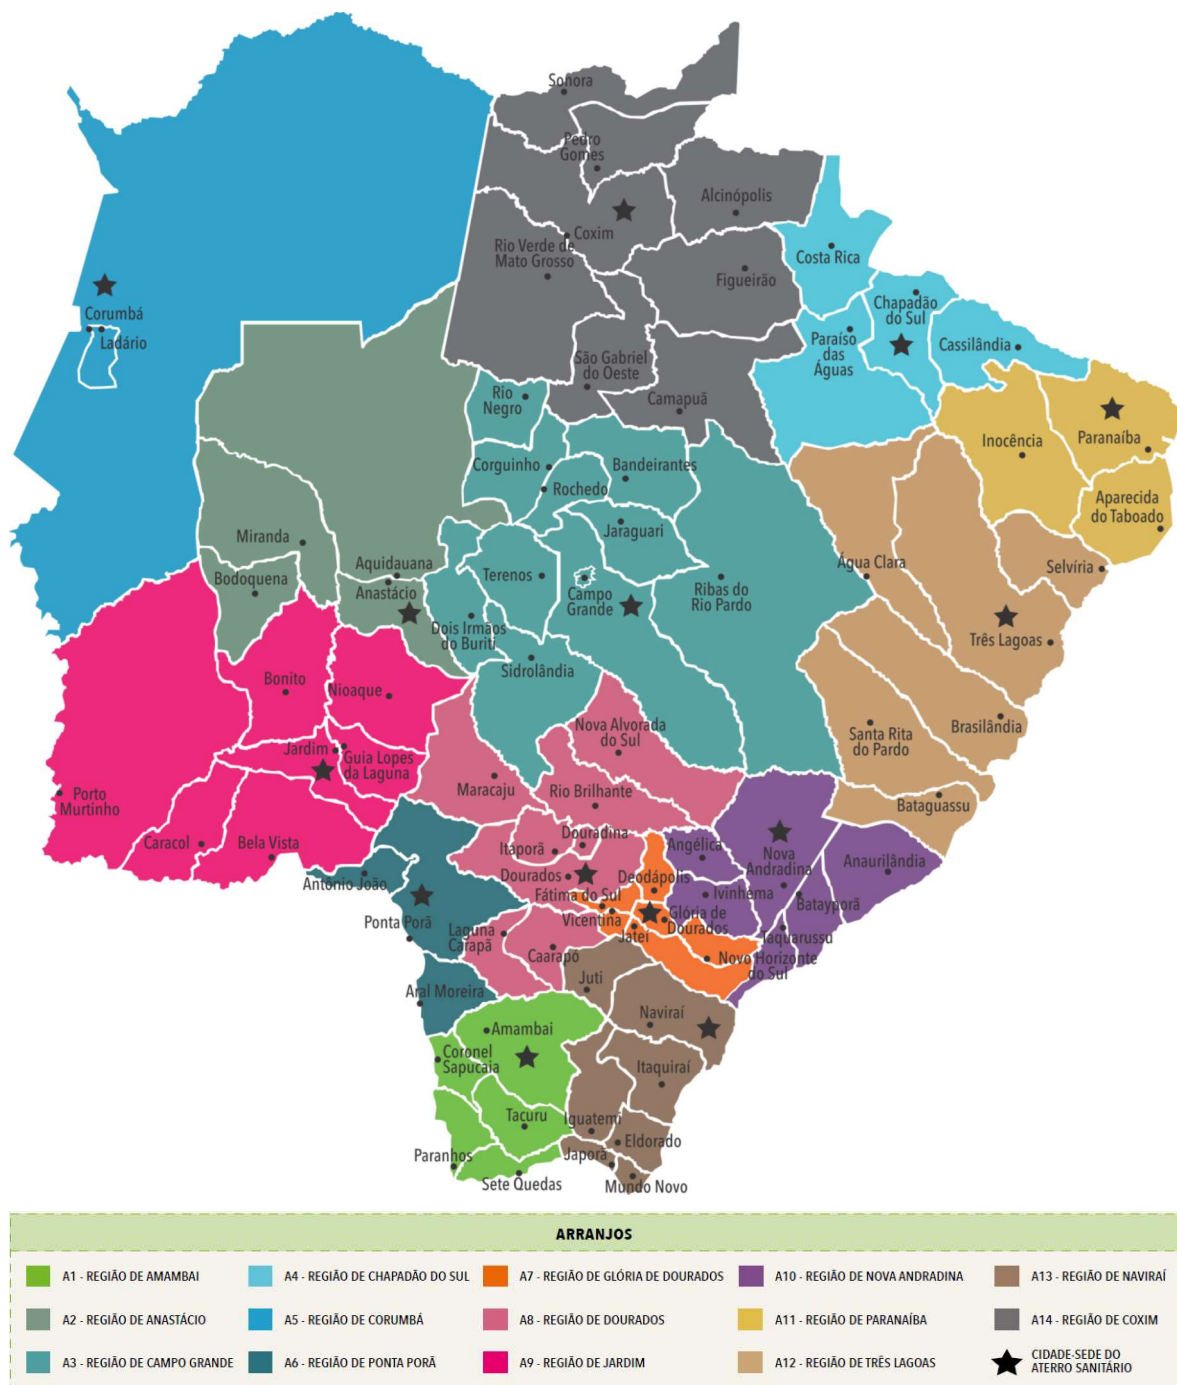 Sonora
Pedro
Gomes
Alcinópolis
Coxim
Rio Verde de
Mato Grosso
Costa Rica
Figueirão
Corumbá
Ladário
Chapadão
do Sul
Paraíso
das
Águas
Cassilândia
São Gabriel
do Oeste
Camapuã
Rio
Negro
Inocência
Paranaíba
Corguinho
Bandeirantes
Rochedo
Aparecida
do Taboado
Miranda
Jaraguari
Aquidauana
Anastácio
Bodoquena
Terenos
Campo
Grande
Ribas do
Rio Pardo
Água Clara
Selvíria
Dois Irmãos
do Buriti
Três Lagoas
Sidrolândia
Bonito
Nioaque
Nova Alvorada
do Sul
Santa Rita
do Pardo
Brasilândia
Jardim
Guia Lopes
da Laguna
Porto
Murtinho
Maracaju
Rio Brilhante
Bataguassu
Caracol
Bela Vista
Itaporã
Douradina
Angélica
Nova
Andradina
Anaurilândia
Antônio João
Dourados
Deodápolis
Fátima do Sul
Ivinhema
Batayporã
Ponta Porã
Vicentina
Glória de
Dourados
Laguna
Carapã
Jateí
Taquarussu
Caarapó
Novo Horizonte
do Sul
Juti
Aral Moreira
Naviraí
Amambai
Coronel
Sapucaia
Itaquiraí
Tacuru
Iguatemi
Eldorado
Paranhos
Japorã
Sete Quedas
Mundo Novo
ARRANJOS
A1 - REGIÃO DE AMAMBAI
A4 - REGIÃO DE CHAPADÃO DO SUL
A7 - REGIÃO DE GLÓRIA DE DOURADOS
A10 - REGIÃO DE NOVA ANDRADINA
A13 - REGIÃO DE NAVIRAÍ
A2 - REGIÃO DE ANASTÁCIO
A5 - REGIÃO DE CORUMBÁ
A8 - REGIÃO DE DOURADOS
A11 - REGIÃO DE PARANAÍBA
A14 - REGIÃO DE COXIM
A3 - REGIÃO DE CAMPO GRANDE
A6 - REGIÃO DE PONTA PORÃ
A9 - REGIÃO DE JARDIM
A12 - REGIÃO DE TRÊS LAGOAS
CIDADE-SEDE DO
ATERRO SANITÁRIO